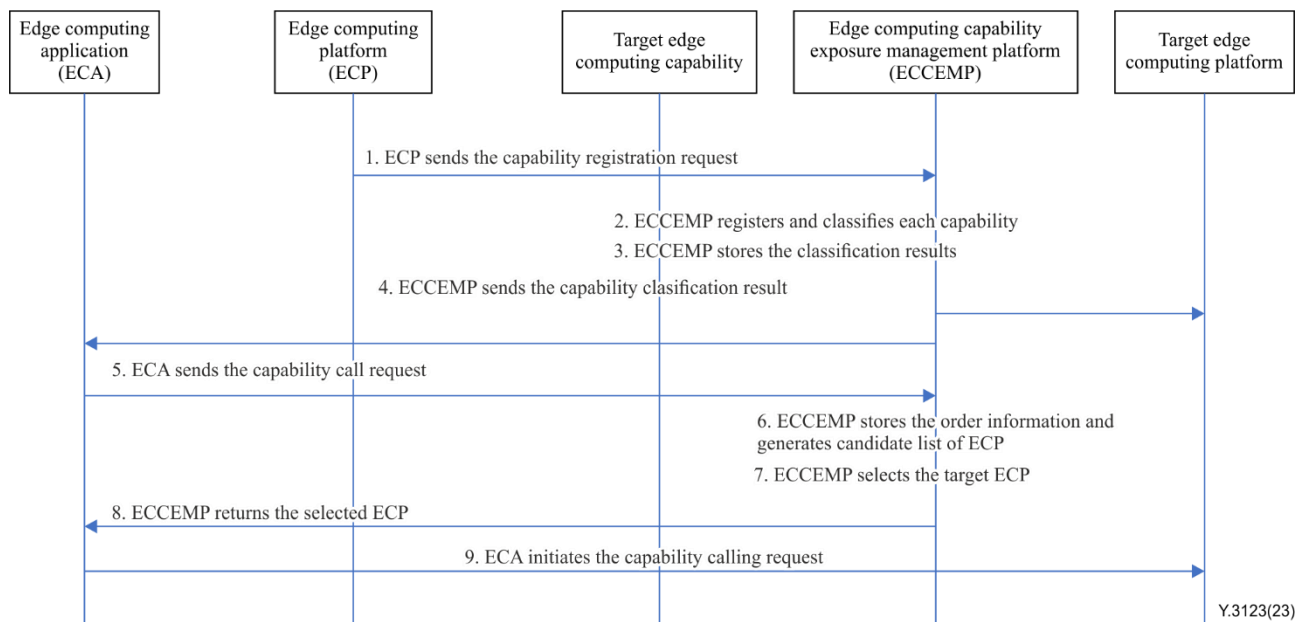 Edge computing
application
(ECA)
Edge computing
platform
(ECP)
Target edge
computing capability
Edge computing capability
exposure management platform
(ECCEMP)
Target edge
computing platform
1. ECP sends the capability registration request
2. ECCEMP registers and classifies each capability
3. ECCEMP stores the classification results
4. ECCEMP sends the capability clasification result
5. ECA sends the capability call request
6. ECCEMP stores the order information and
generates candidate list of ECP
7. ECCEMP selects the target ECP
8. ECCEMP returns the selected ECP
9. ECA initiates the capability calling request
Y.3123(23)